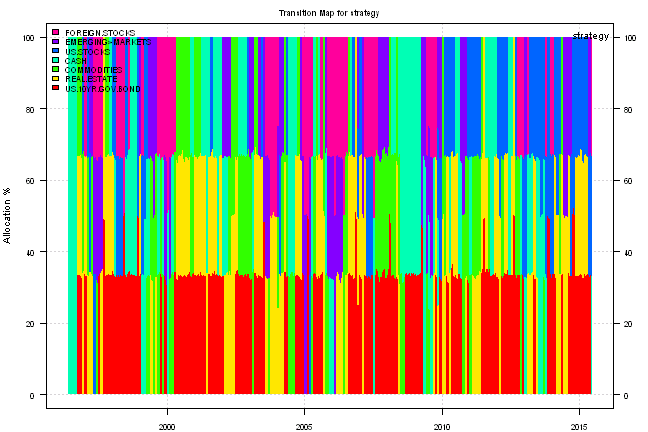 Transition Map for strategy
strategy
FOREIGN.STOCKS
EMERGING>MARKETS
US.STOCKS
CASH
COMMODITIES
REAL.ESTATE
US.10YR.GOV.BOND
Allocation %
100
80
60
40
20
0
100
80
60
40
20
0
2000
2005
2010
2015